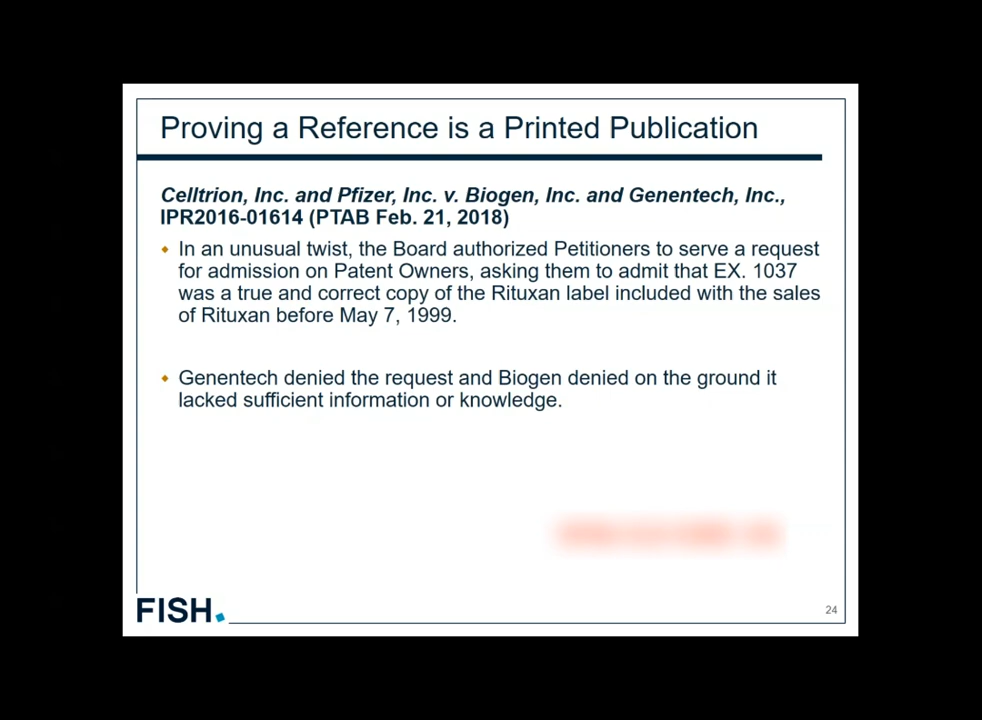 Proving a Reference is a Printed Publication
Celltrion, Inc. and Pfizer, Inc. v. Biogen, Inc. and Genentech, Inc.,
IPR2016-01614 (PTAB Feb. 21, 2018)
In an unusual twist, the Board authorized Petitioners to serve a request
for admission on Patent Owners, asking them to admit that EX. 1037
was a true and correct copy of the Rituxan label included with the sales
of Rituxan before May 7, 1999.
Genentech denied the request and Biogen denied on the ground it
lacked sufficient information or knowledge.
FISH.
24